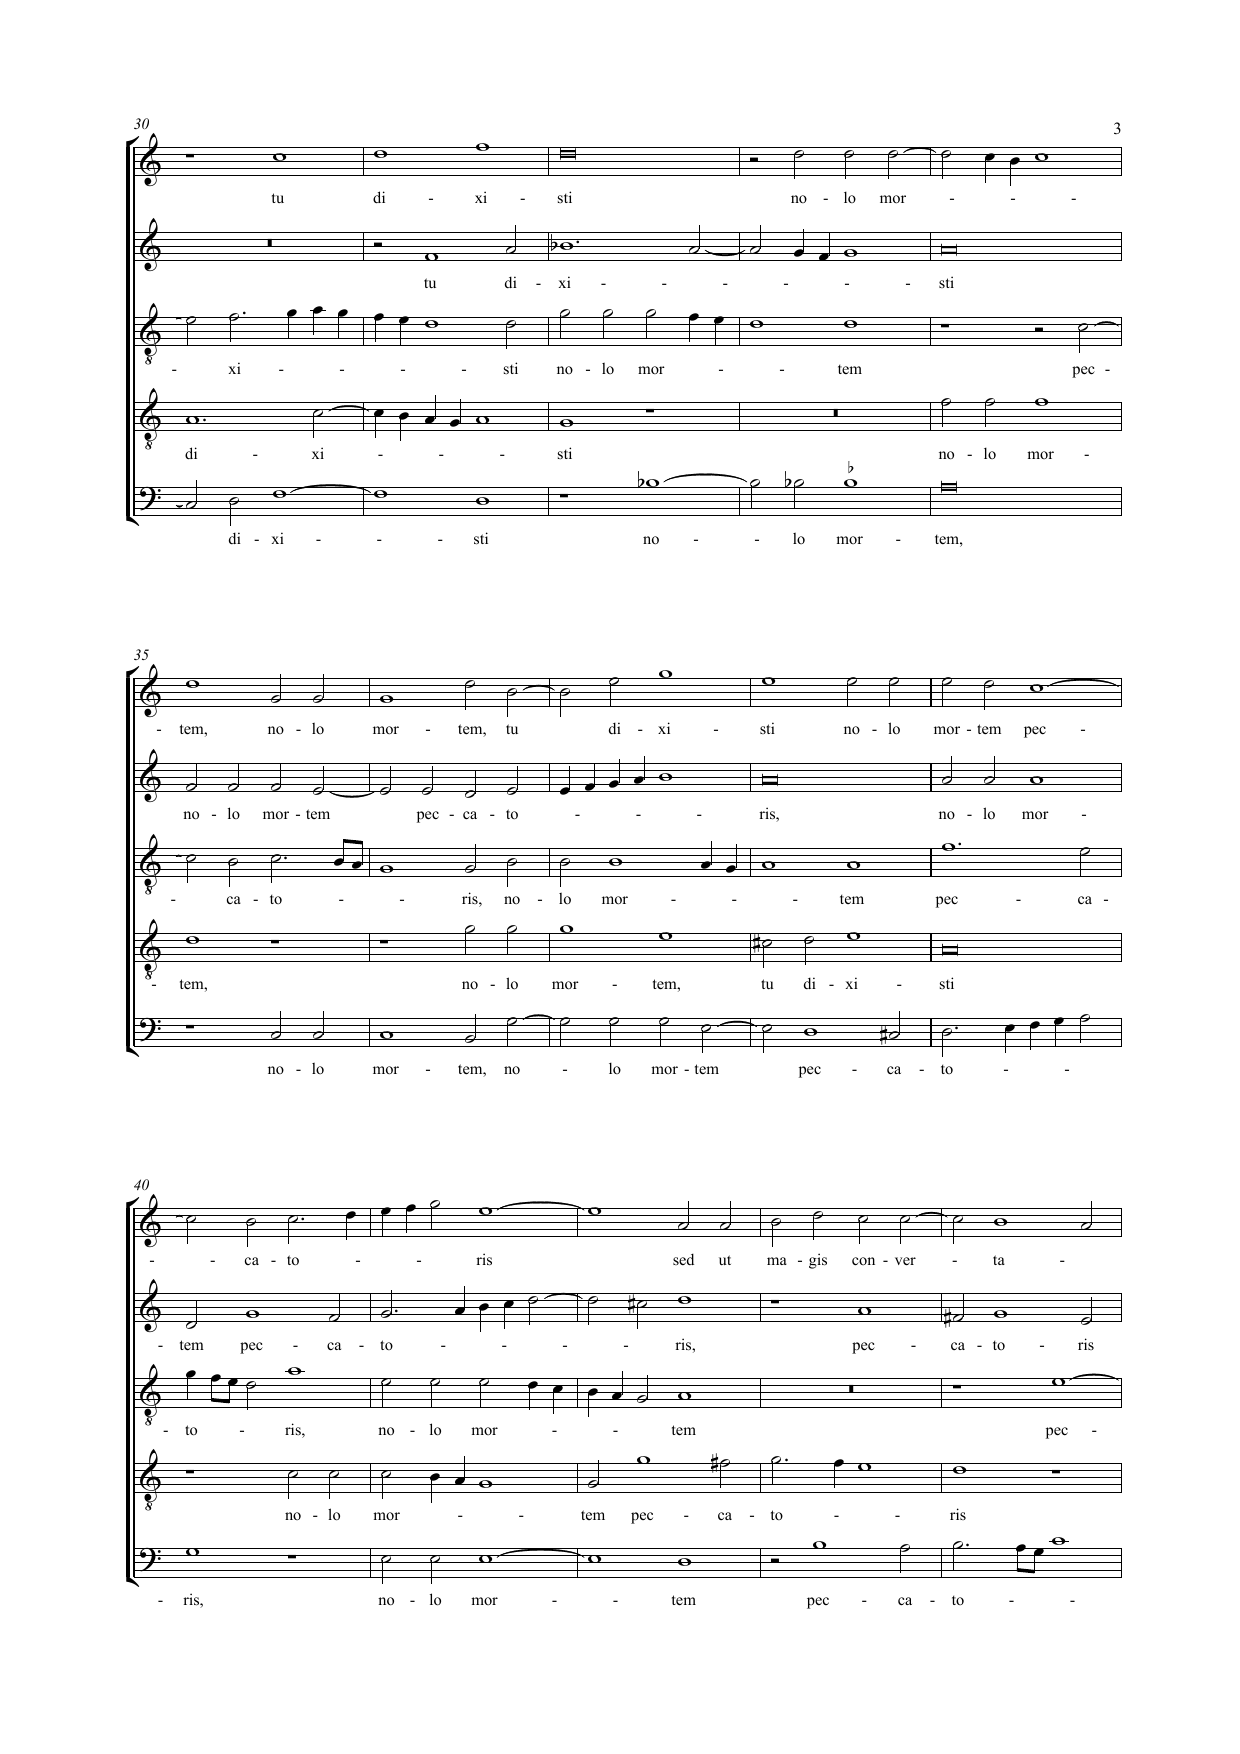 30
3
tu di - xi - sti no - lo mor - - -
tu di - xi - - - - - - sti
- xi - - - - sti no - lo mor - - tem pec -
di - xi - - - - sti no - lo mor -
♭
di - xi - - - sti no - - lo mor - tem,
35
- tem, no - lo mor - tem, tu di - xi - sti no - lo mor - tem pec -
no - lo mor - tem pec - ca - to - - - ris, no - lo mor -
- ca - to - - ris, no - lo mor - - - tem pec - ca -
- tem, no - lo mor - tem, tu di - xi - sti
no - lo mor - tem, no - lo mor - tem pec - ca - to - -
40
- - ca - to - - ris sed ut ma - gis con - ver - ta -
- tem pec - ca - to - - - - ris, pec - ca - to - ris
- to - ris, no - lo mor - - tem pec -
no - lo mor - - tem pec - ca - to - - ris
- ris, no - lo mor - - tem pec - ca - to - -